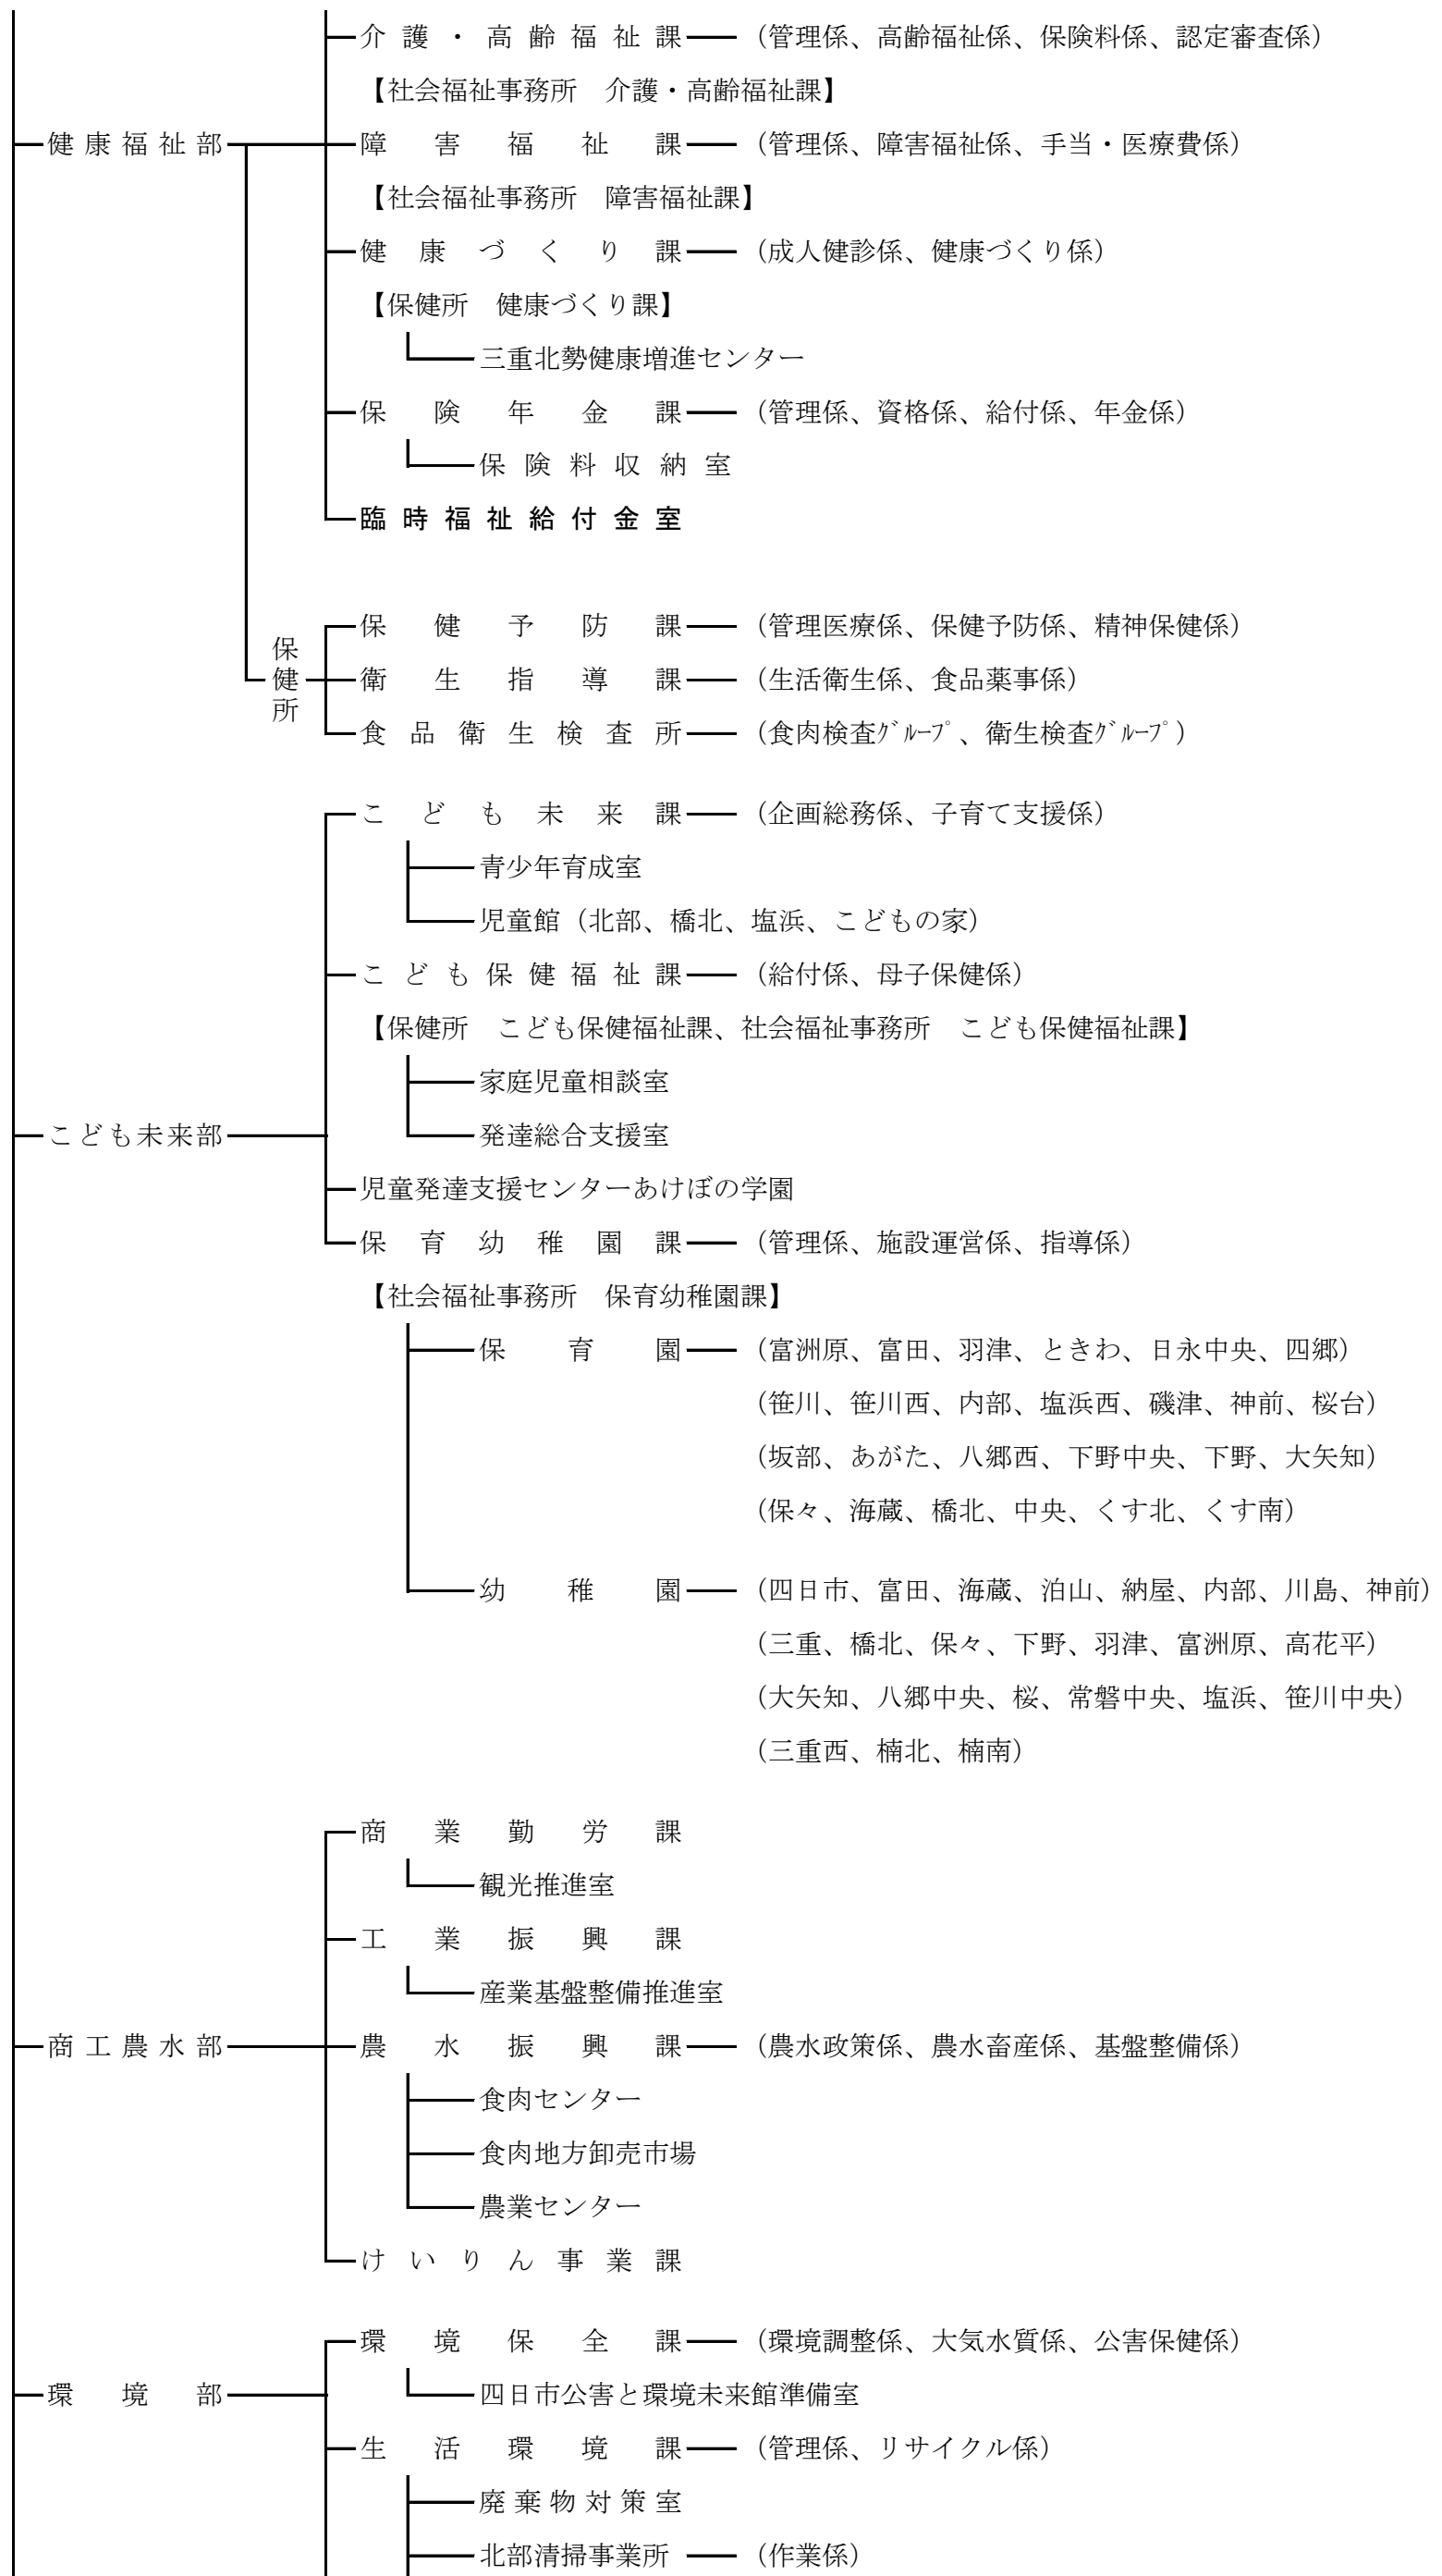 介護・高齢福祉課 （管理係、高齢福祉係、保険料係、認定審査係）
【社会福祉事務所　介護・高齢福祉課】
健康福祉部 障害福祉課 （管理係、障害福祉係、手当・医療費係）
【社会福祉事務所　障害福祉課】
健康づくり課 （成人健診係、健康づくり係）
【保健所　健康づくり課】
三重北勢健康増進センター
保険年金課 （管理係、資格係、給付係、年金係）
保険料収納室
臨時福祉給付金室
保健予防課 （管理医療係、保健予防係、精神保健係）
保健所 衛生指導課 （生活衛生係、食品薬事係）
食品衛生検査所 （食肉検査ｸﾞﾙｰﾌﾟ、衛生検査ｸﾞﾙｰﾌﾟ）
こども未来課 （企画総務係、子育て支援係）
青少年育成室
児童館（北部、橋北、塩浜、こどもの家）
こども保健福祉課 （給付係、母子保健係）
【保健所　こども保健福祉課、社会福祉事務所　こども保健福祉課】
家庭児童相談室
こども未来部 発達総合支援室
児童発達支援センターあけぼの学園
保育幼稚園課 （管理係、施設運営係、指導係）
【社会福祉事務所　保育幼稚園課】
保育園 （富洲原、富田、羽津、ときわ、日永中央、四郷）
（笹川、笹川西、内部、塩浜西、磯津、神前、桜台）
（坂部、あがた、八郷西、下野中央、下野、大矢知）
（保々、海蔵、橋北、中央、くす北、くす南）
幼稚園 （四日市、富田、海蔵、泊山、納屋、内部、川島、神前）
（三重、橋北、保々、下野、羽津、富洲原、高花平）
（大矢知、八郷中央、桜、常磐中央、塩浜、笹川中央）
（三重西、楠北、楠南）
商業勤労課
観光推進室
工業振興課
産業基盤整備推進室
商工農水部 農水振興課 （農水政策係、農水畜産係、基盤整備係）
食肉センター
食肉地方卸売市場
農業センター
けいりん事業課
環境保全課 （環境調整係、大気水質係、公害保健係）
環境部 四日市公害と環境未来館準備室
生活環境課 （管理係、リサイクル係）
廃棄物対策室
北部清掃事業所 （作業係）